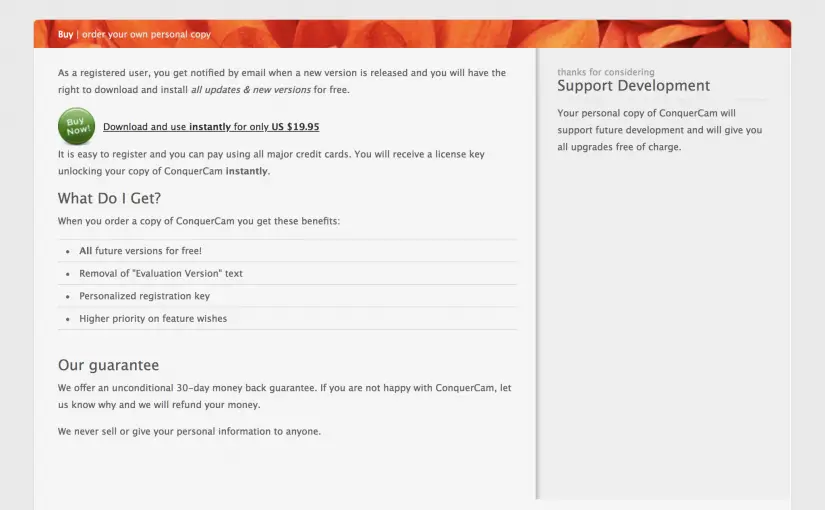 Buy | order your own personal copy
As a registered user, you get notified by email when a new version is released and you will have the
right to download and install all updates & new versions for free.
Buy
Now!
Download and use instantly for only US $19.95
It is easy to register and you can pay using all major credit cards. You will receive a license key
unlocking your copy of ConquerCam instantly.
What Do I Get?
When you order a copy of ConquerCam you get these benefits:
• All future versions for free!
• Removal of "Evaluation Version" text
• Personalized registration key
• Higher priority on feature wishes
Our guarantee
We offer an unconditional 30-day money back guarantee. If you are not happy with ConquerCam, let
us know why and we will refund your money.
We never sell or give your personal information to anyone.
thanks for considering
Support Development
Your personal copy of ConquerCam will
support future development and will give you
all upgrades free of charge.